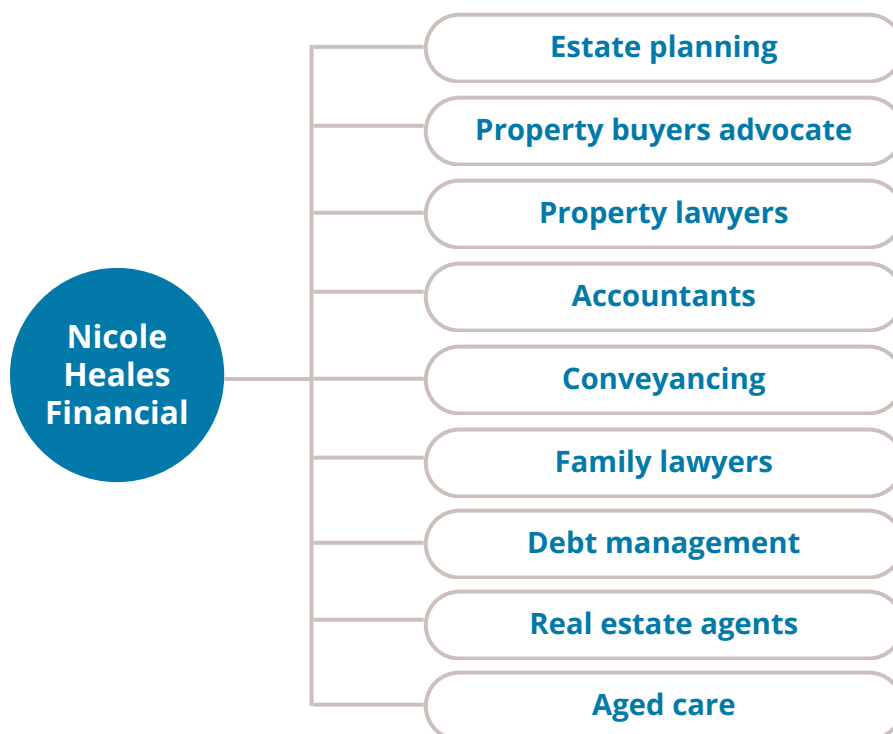 Estate planning
Property buyers advocate
Property lawyers
Accountants
Nicole
Heales
Financial
Conveyancing
Family lawyers
Debt management
Real estate agents
Aged care